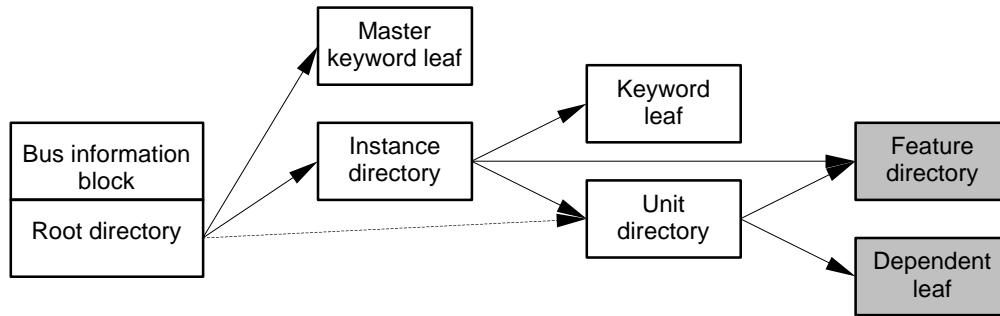 Master
keyword leaf
Keyword
leaf
Bus information
block
Instance
directory
Feature
directory
Root directory
Unit
directory
Dependent
leaf